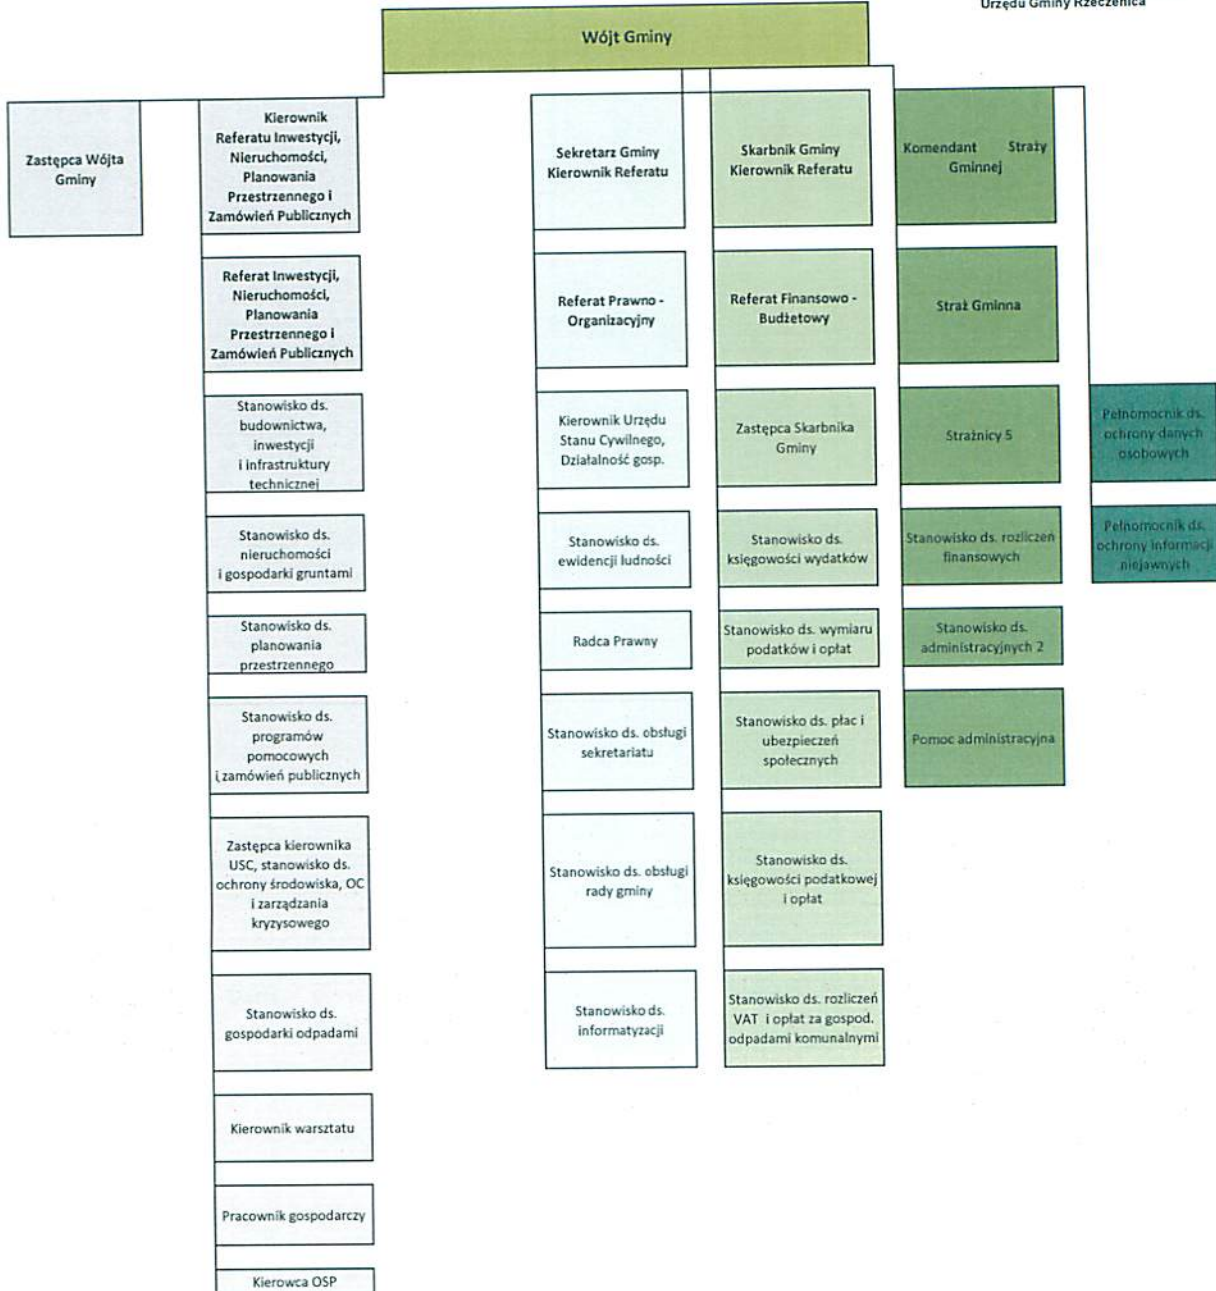 Urzędu Gminy Rzeczenica
Wójt Gminy
Zastępca Wójta
Gminy
Kierownik
Referatu Inwestycji,
Nieruchomości,
Planowania
Przestrzennego i
Zamówień Publicznych
Referat Inwestycji,
Nieruchomości,
Planowania
Przestrzennego i
Zamówień Publicznych
Stanowisko ds.
budownictwa,
inwestycji
i infrastruktury
technicznej
Stanowisko ds.
nieruchomości
i gospodarki gruntami
Stanowisko ds.
planowania
przestrzennego
Stanowisko ds.
programów
pomocowych
i zamówień publicznych
Zastępca kierownika
USC, stanowisko ds.
ochrony środowiska, OC
i zarządzania
kryzysowego
Stanowisko ds.
gospodarki odpadami
Kierownik warsztatu
Pracownik gospodarczy
Kierowca OSP
Sekretarz Gminy
Kierownik Referatu
Referat Prawno -
Organizacyjny
Kierownik Urzędu
Stanu Cywilnego,
Działalność gosp.
Stanowisko ds.
ewidencji ludności
Radca Prawny
Stanowisko ds. obsługi
sekretariatu
Stanowisko ds. obsługi
rady gminy
Stanowisko ds.
informatyzacji
Skarbnik Gminy
Kierownik Referatu
Referat Finansowo -
Budżetowy
Zastępca Skarbnika
Gminy
Stanowisko ds.
księgowości wydatków
Stanowisko ds. wymiaru
podatków i opłat
Stanowisko ds. płac i
ubezpieczeń
społecznych
Stanowisko ds.
księgowości podatkowej
i opłat
Stanowisko ds. rozliczeń
VAT i opłat za gospod.
odpadami komunalnymi
Komendant Straży
Gminnej
Straż Gminna
Strażnicy 5
Stanowisko ds. rozliczeń
finansowych
Stanowisko ds.
administracyjnych 2
Pomoc administracyjna
Pełnomocnik ds.
ochrony danych
osobowych
Pełnomocnik ds.
ochrony informacji
niejawnych